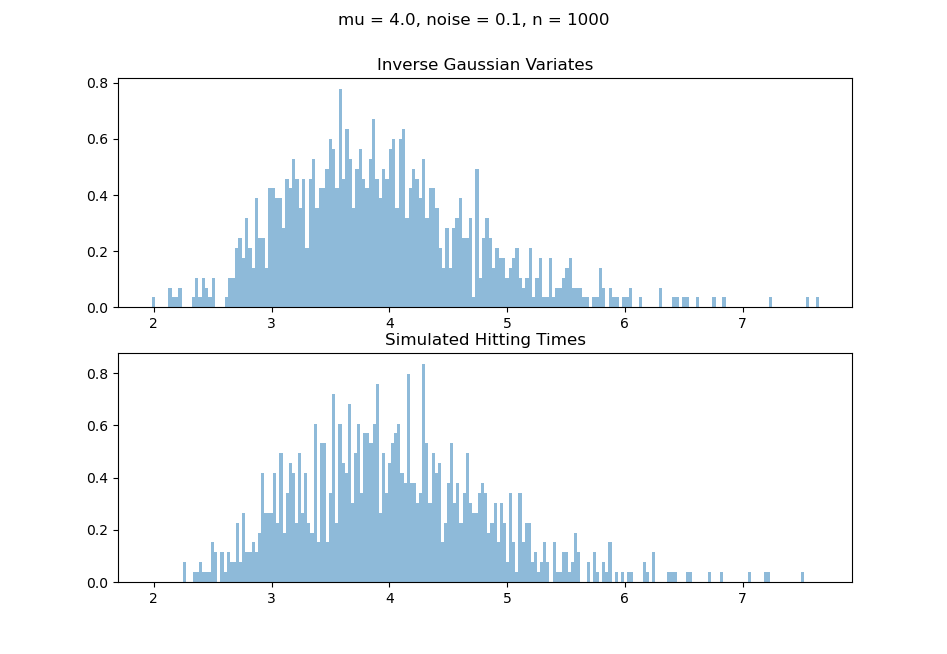 mu = 4.0, noise = 0.1, n = 1000
Inverse Gaussian Variates
0.8
0.6
0.4
0.2
0.0
2 3 4 5 6 7
Simulated Hitting Times
0.8
0.6
0.4
0.2
0.0
2 3 4 5 6 7